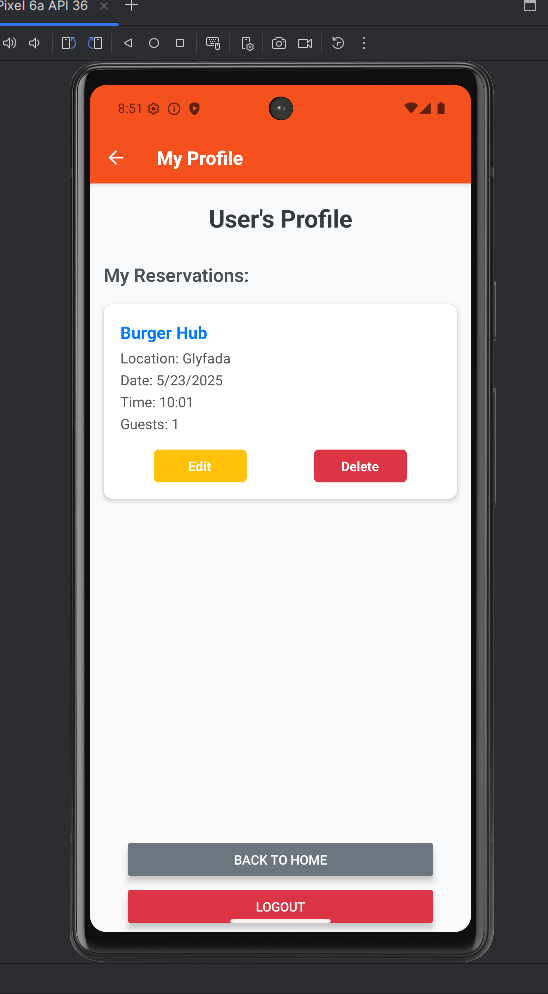 Pixel 6a API 36
8:51
My Profile
User's Profile
My Reservations:
Burger Hub
Location: Glyfada
Date: 5/23/2025
Time: 10:01
Guests: 1
Edit
Delete
BACK TO HOME
LOGOUT